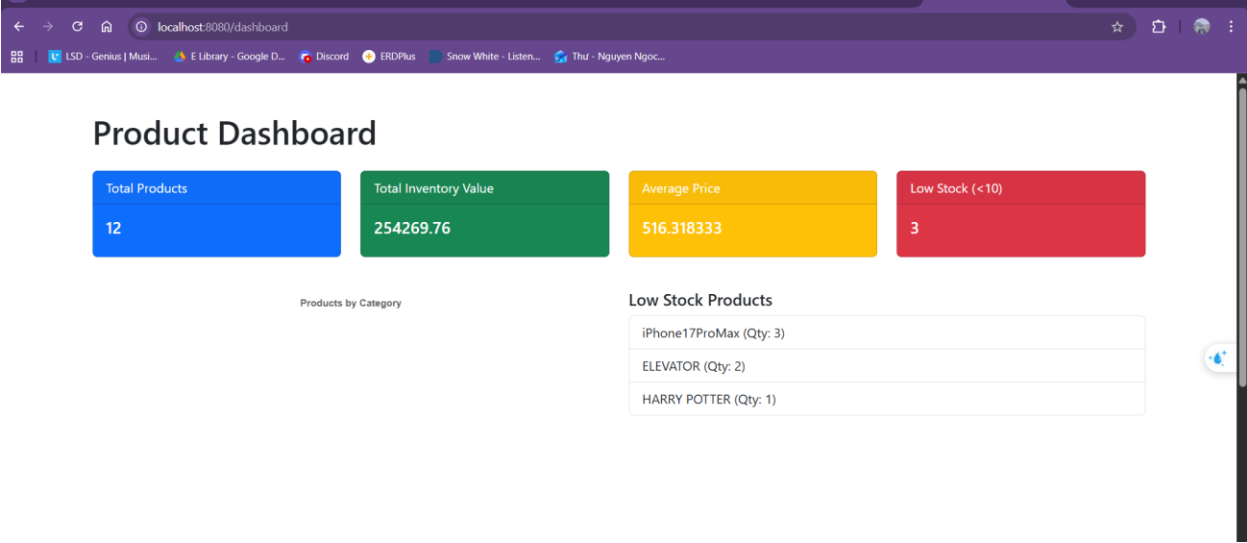 localhost:8080/dashboard
LSD - Genius | Musi... E Library - Google D... Discord ERDPlus Snow White - Listen... Thư - Nguyen Ngoc...
Product Dashboard
Total Products
12
Total Inventory Value
254269.76
Average Price
516.318333
Low Stock (<10)
3
Products by Category
Low Stock Products
iPhone17ProMax (Qty: 3)
ELEVATOR (Qty: 2)
HARRY POTTER (Qty: 1)